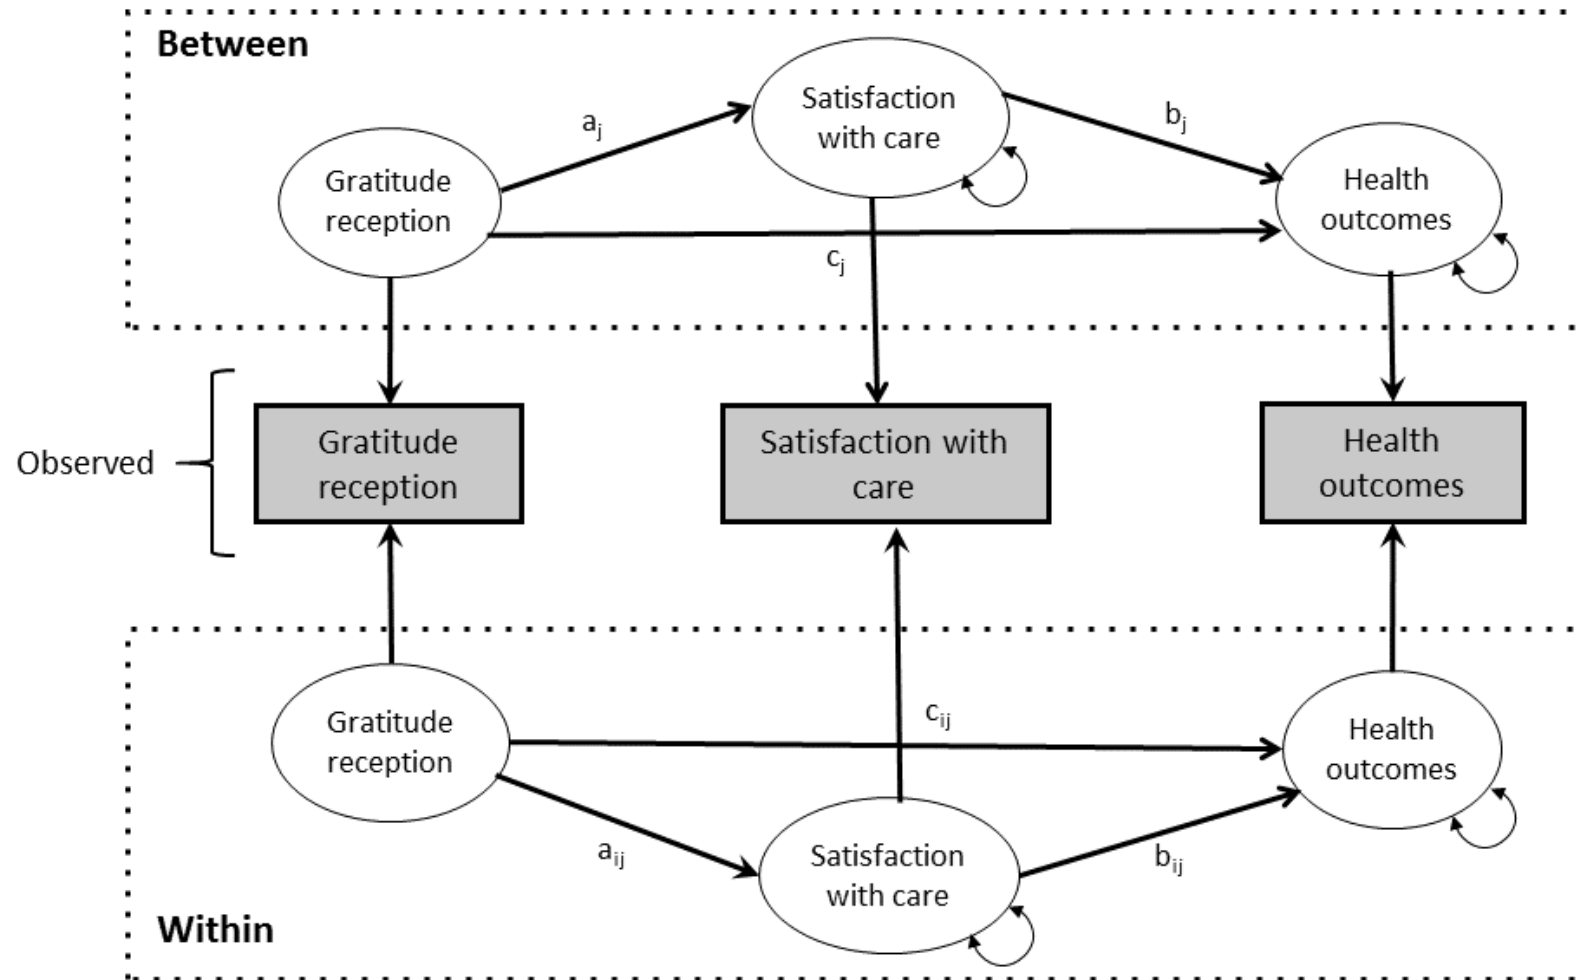 Between
Satisfaction
with care
a_j
b_j
Gratitude
reception
Health
outcomes
c_j
Observed
Gratitude
reception
Satisfaction with
care
Health
outcomes
Gratitude
reception
c_ij
Health
outcomes
a_ij
Satisfaction
with care
b_ij
Within